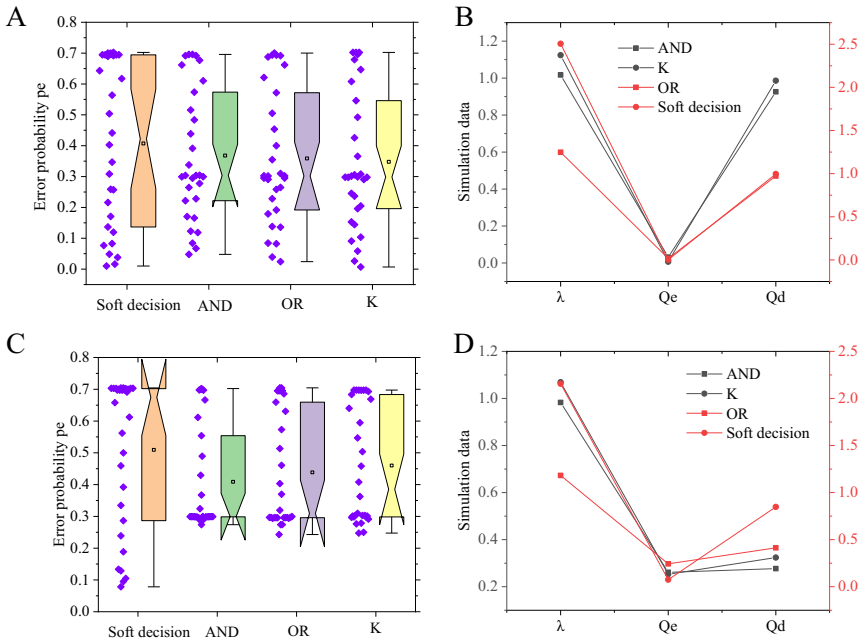 A
Error probability pe
0.8
0.7
0.6
0.5
0.4
0.3
0.2
0.1
0.0
Soft decision
AND
OR
K
B
Simulation data
1.2
1.0
0.8
0.6
0.4
0.2
0.0
AND
K
OR
Soft decision
2.5
2.0
1.5
1.0
0.5
0.0
λ
Qe
Qd
C
Error probability pe
0.8
0.7
0.6
0.5
0.4
0.3
0.2
0.1
0.0
Soft decision
AND
OR
K
D
Simulation data
1.2
1.0
0.8
0.6
0.4
0.2
AND
K
OR
Soft decision
2.5
2.0
1.5
1.0
0.5
0.0
λ
Qe
Qd